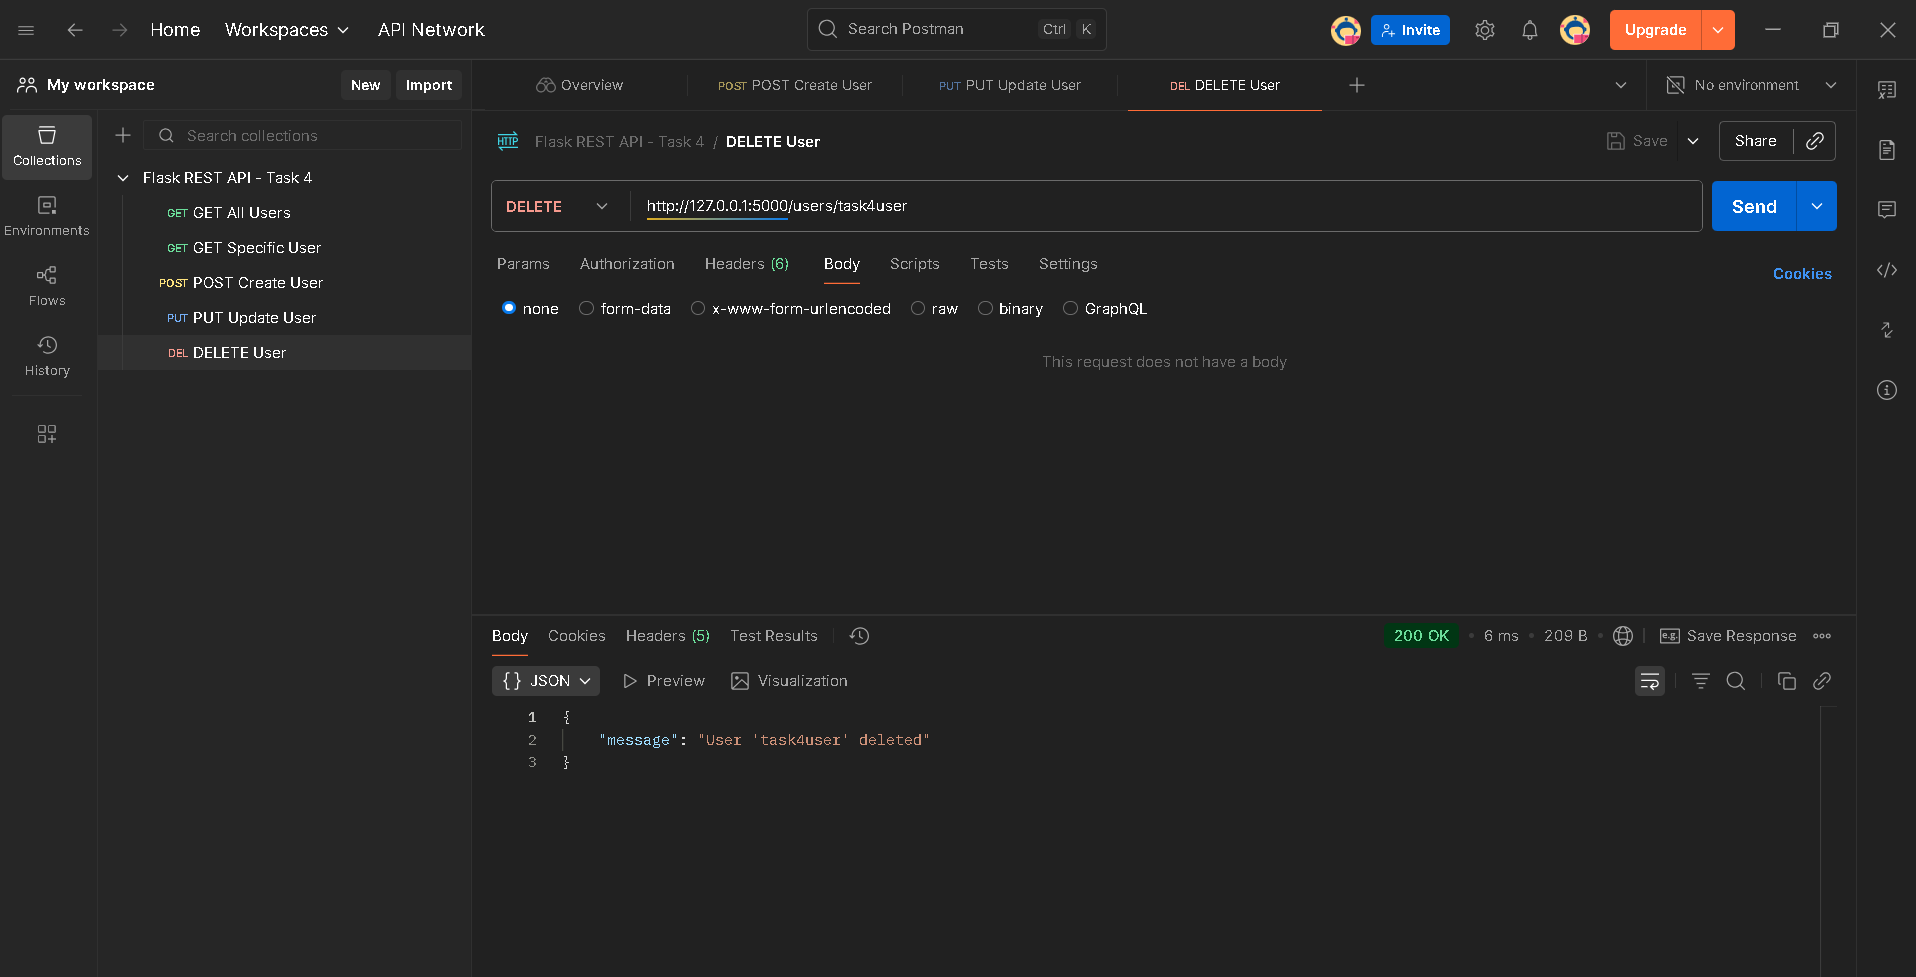 Home Workspaces API Network Search Postman Ctrl K Invite Upgrade
My workspace New Import Overview POST POST Create User PUT PUT Update User DEL DELETE User No environment
Collections
Environments
Flows
History
Search collections
Flask REST API - Task 4
GET GET All Users
GET GET Specific User
POST POST Create User
PUT PUT Update User
DEL DELETE User
HTTP Flask REST API - Task 4 / DELETE User Save Share
DELETE http://127.0.0.1:5000/users/task4user Send
Params Authorization Headers (6) Body Scripts Tests Settings Cookies
none form-data x-www-form-urlencoded raw binary GraphQL
This request does not have a body
Body Cookies Headers (5) Test Results 200 OK • 6 ms • 209 B • e.g. Save Response
{} JSON Preview Visualization
1 {
2 "message": "User 'task4user' deleted"
3 }